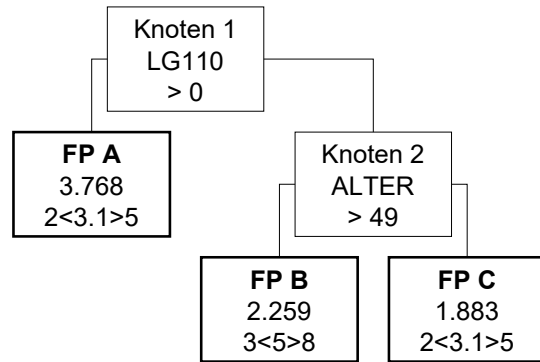 Knoten 1
LG110
> 0
FP A
3.768
2<3.1>5
Knoten 2
ALTER
> 49
FP B
2.259
3<5>8
FP C
1.883
2<3.1>5